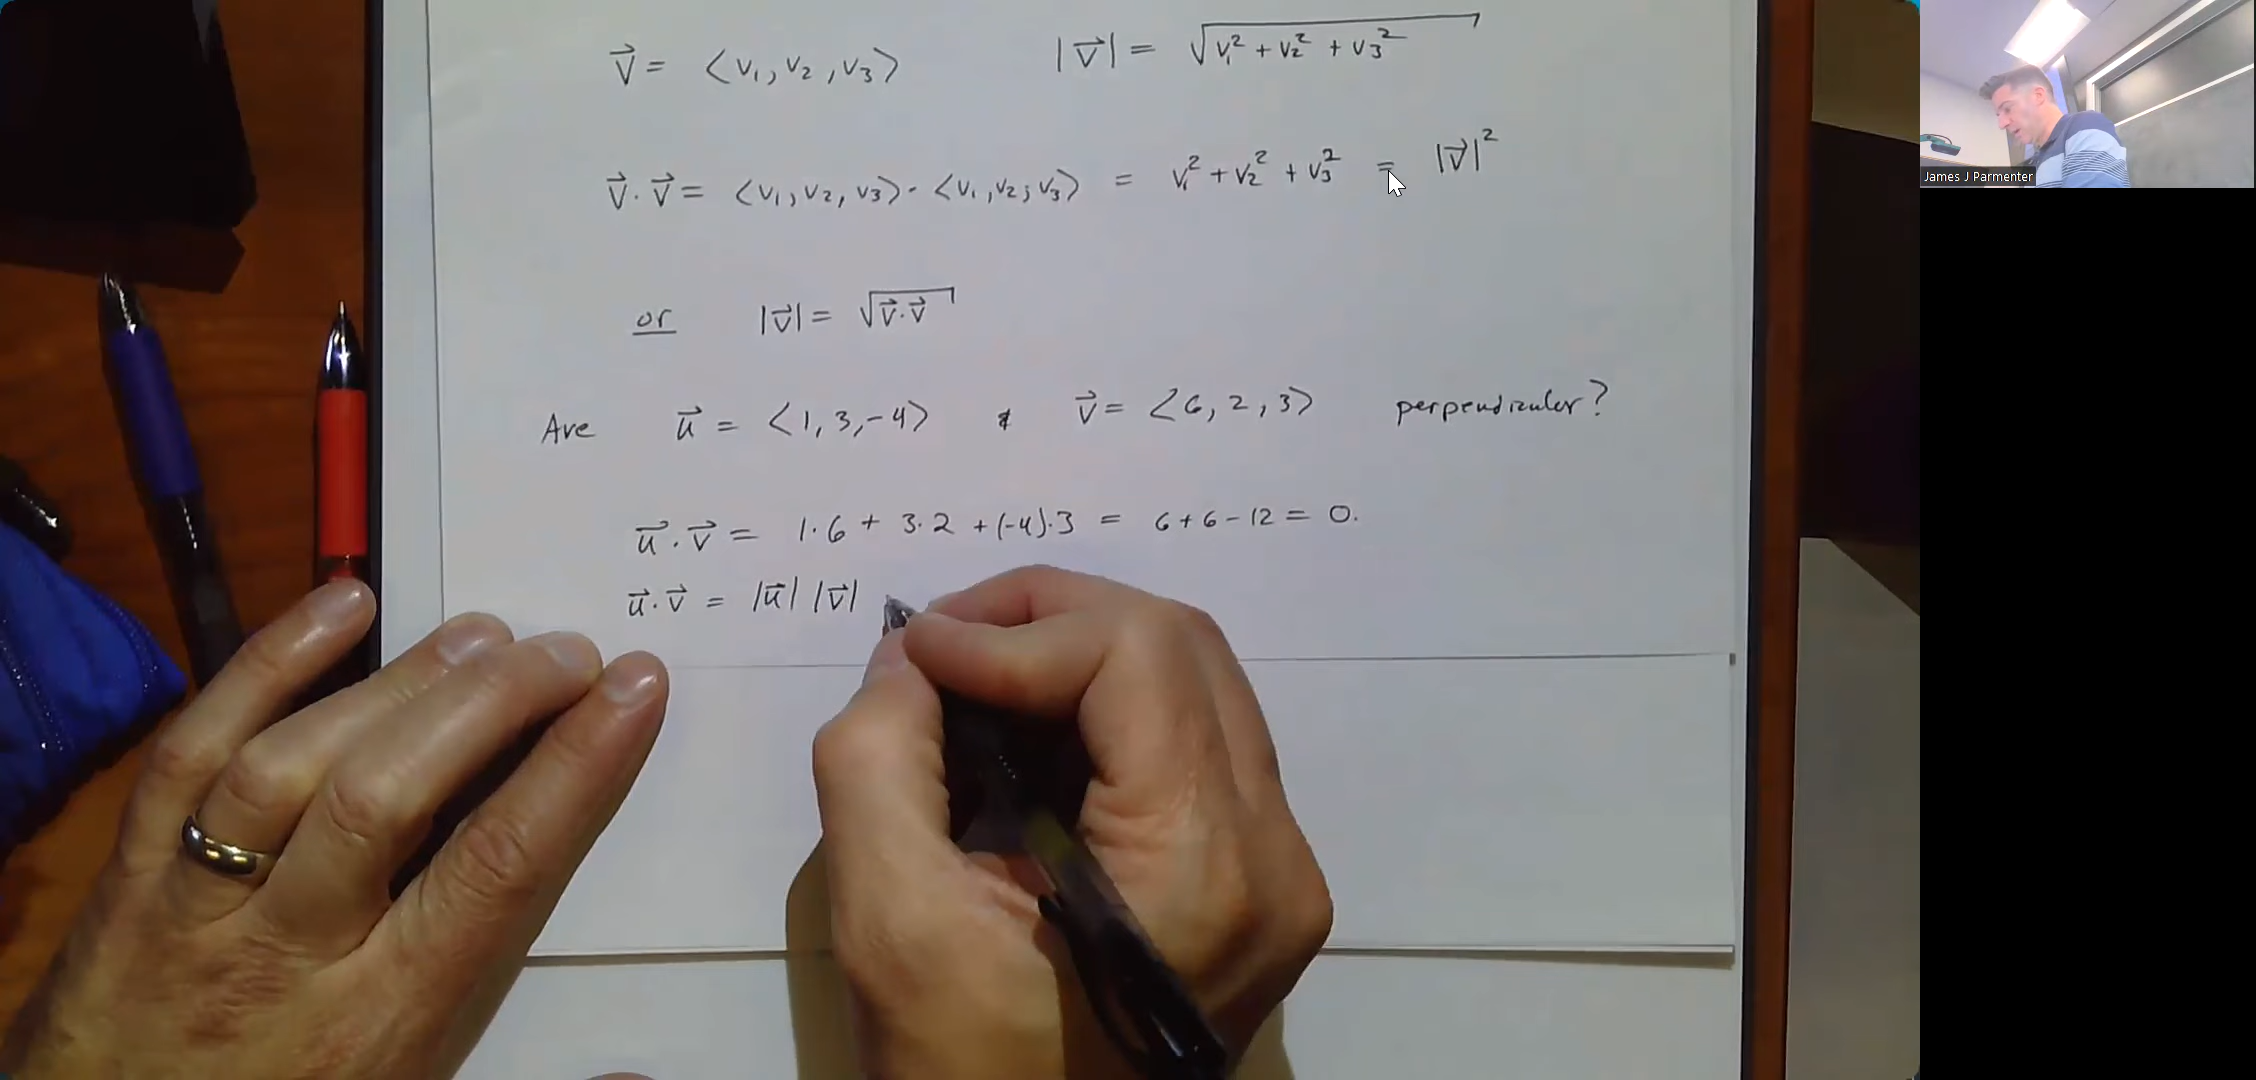 v⃗ = ⟨v₁, v₂, v₃⟩ |v⃗| = √(v₁² + v₂² + v₃²)
v⃗ · v⃗ = ⟨v₁, v₂, v₃⟩ · ⟨v₁, v₂, v₃⟩ = v₁² + v₂² + v₃² = |v⃗|²
or |v⃗| = √(v⃗ · v⃗)
Are u⃗ = ⟨1, 3, -4⟩ & v⃗ = ⟨6, 2, 3⟩ perpendicular?
u⃗ · v⃗ = 1·6 + 3·2 + (-4)·3 = 6 + 6 - 12 = 0.
u⃗ · v⃗ = |u⃗| |v⃗|
James J Parmenter